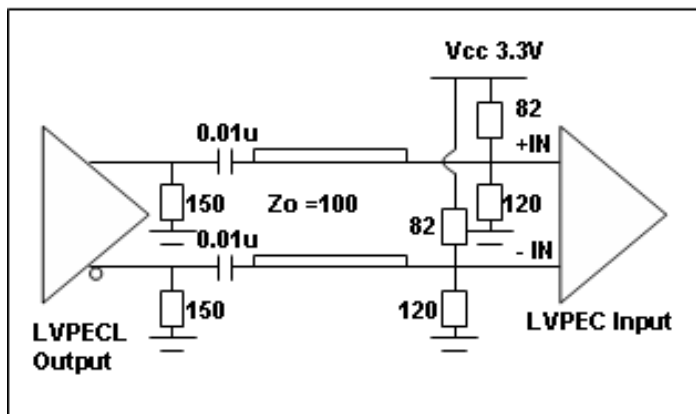 Vcc 3.3V
82
0.01u
+IN
150
Zo =100
120
82
0.01u
- IN
150
120
LVPECL
Output
LVPEC Input